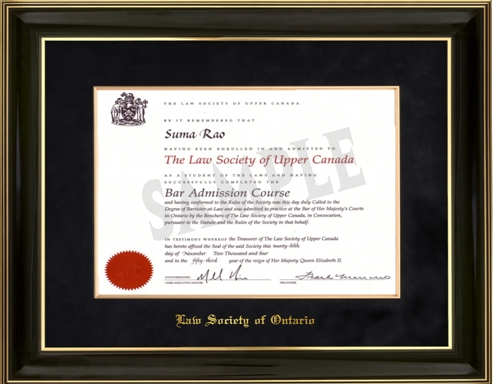 THE LAW SOCIETY OF UPPER CANADA
BE IT REMEMBERED THAT
Suma Rao
HAVING BEEN ENROLLED IN AND ADMITTED TO
The Law Society of Upper Canada
AS A STUDENT OF THE LAWS AND HAVING
SUCCESSFULLY COMPLETED THE
Bar Admission Course
and having conformed to the Rules of the Society was this day duly Called to the
Degree of Barrister-at-Law and was admitted to practice at the Bar of Her Majesty's Courts
in Ontario by the Benchers of The Law Society of Upper Canada, in Convocation,
pursuant to the Statute and the Rules of the Society in that behalf.
SAMPLE
IN TESTIMONY WHEREOF the Treasurer of The Law Society of Upper Canada
has hereto affixed the Seal of the said Society this twenty-fifth
day of November Two Thousand and four
and in the fifty-third year of the reign of Her Majesty Queen Elizabeth II.
Law Society of Ontario